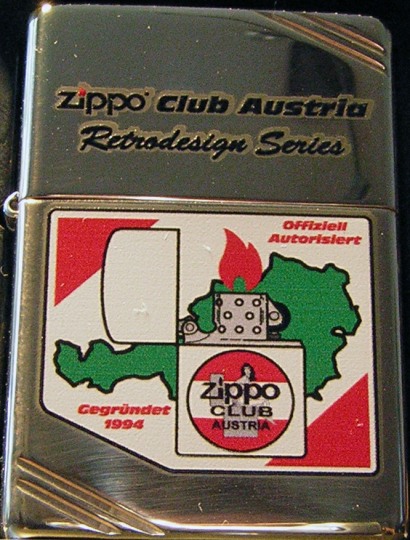 Zippo Club Austria
Retrodesign Series
Offiziell
Autorisiert
Gegründet
1994
Zippo
CLUB
AUSTRIA